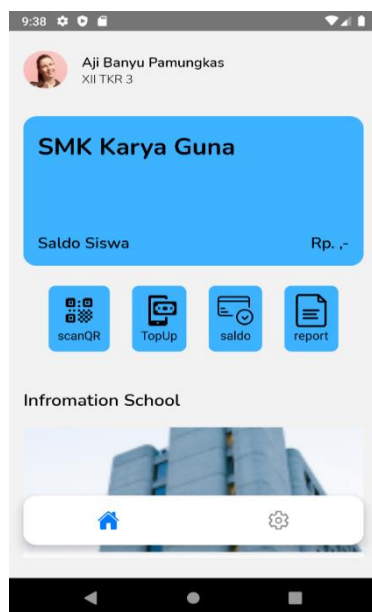 9:38
Aji Banyu Pamungkas
XII TKR 3
SMK Karya Guna
Saldo Siswa Rp. ,-
scanQR TopUp saldo report
Infromation School